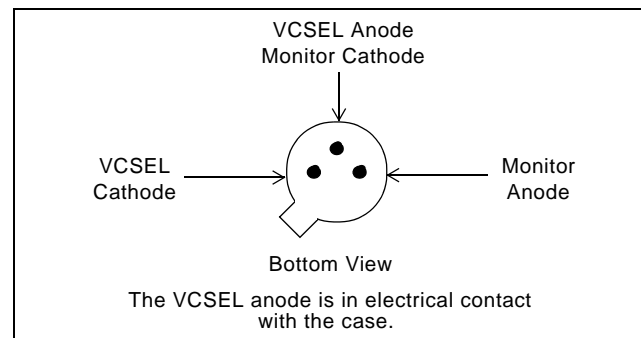 VCSEL Anode
Monitor Cathode
VCSEL
Cathode
Monitor
Anode
Bottom View
The VCSEL anode is in electrical contact
with the case.